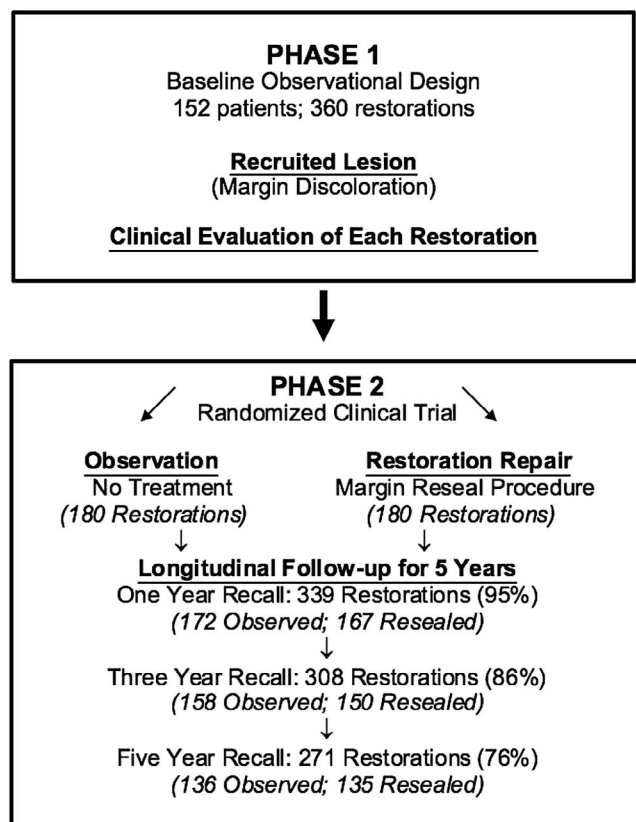 PHASE 1
Baseline Observational Design
152 patients; 360 restorations
Recruited Lesion
(Margin Discoloration)
Clinical Evaluation of Each Restoration
PHASE 2
Randomized Clinical Trial
Observation
No Treatment
(180 Restorations)
Restoration Repair
Margin Reseal Procedure
(180 Restorations)
Longitudinal Follow-up for 5 Years
One Year Recall: 339 Restorations (95%)
(172 Observed; 167 Resealed)
Three Year Recall: 308 Restorations (86%)
(158 Observed; 150 Resealed)
Five Year Recall: 271 Restorations (76%)
(136 Observed; 135 Resealed)